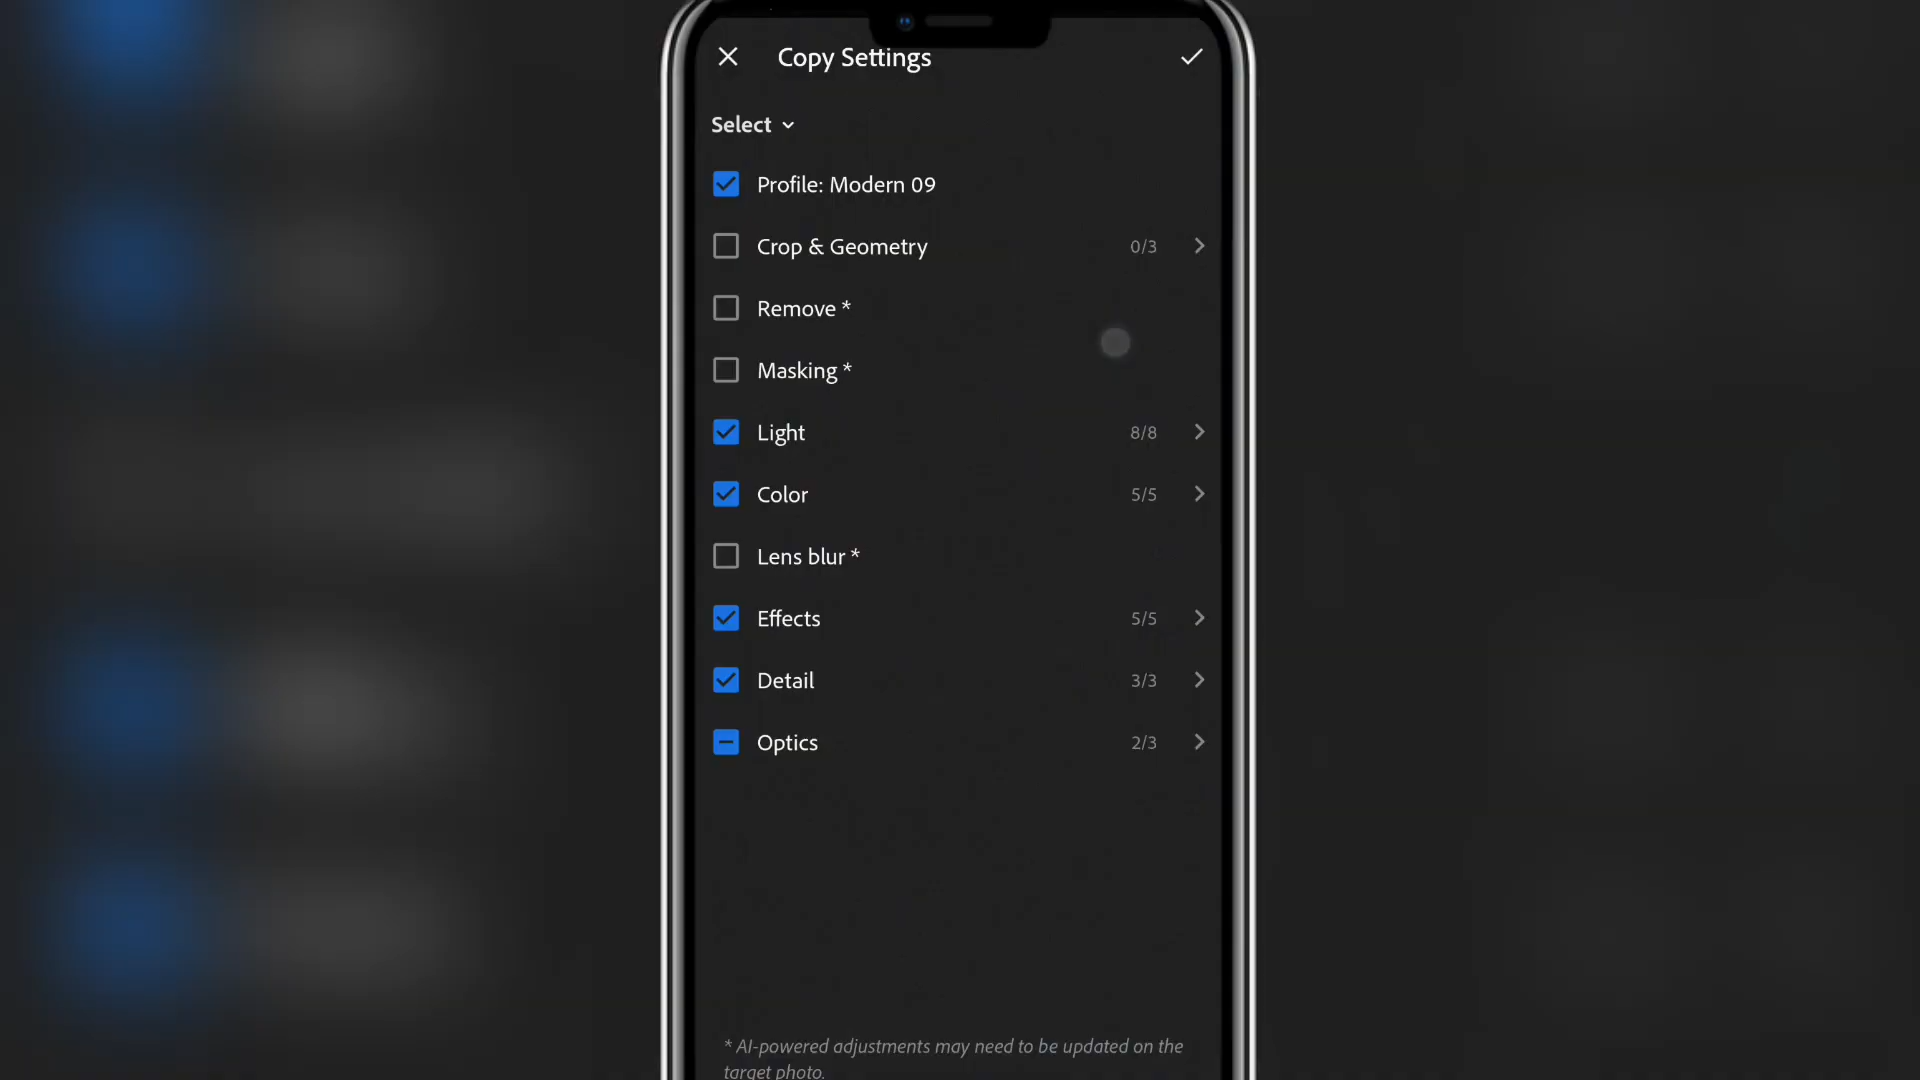 Copy Settings
Select
Profile: Modern 09
Crop & Geometry 0/3
Remove *
Masking *
Light 8/8
Color 5/5
Lens blur *
Effects 5/5
Detail 3/3
Optics 2/3
* AI-powered adjustments may need to be updated on the
target photo.